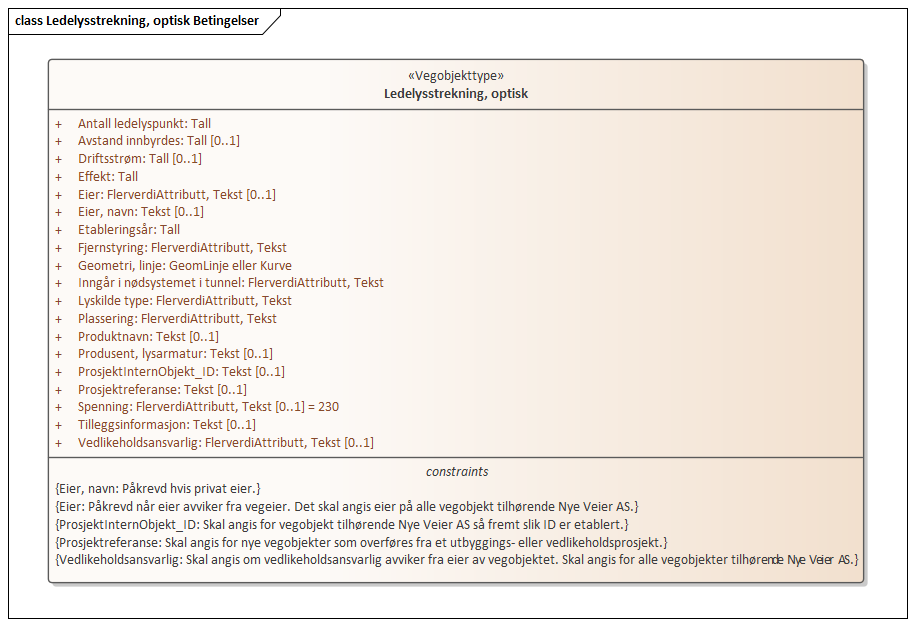 class Ledelysstrekning, optisk Betingelser
«Vegobjekttype»
Ledelysstrekning, optisk
+ Antall ledelyspunkt: Tall
+ Avstand innbyrdes: Tall [0..1]
+ Driftsstrøm: Tall [0..1]
+ Effekt: Tall
+ Eier: FlerverdiAttributt, Tekst [0..1]
+ Eier, navn: Tekst [0..1]
+ Etableringsår: Tall
+ Fjernstyring: FlerverdiAttributt, Tekst
+ Geometri, linje: GeomLinje eller Kurve
+ Inngår i nødsystemet i tunnel: FlerverdiAttributt, Tekst
+ Lyskilde type: FlerverdiAttributt, Tekst
+ Plassering: FlerverdiAttributt, Tekst
+ Produktnavn: Tekst [0..1]
+ Produsent, lysarmatur: Tekst [0..1]
+ ProsjektInternObjekt_ID: Tekst [0..1]
+ Prosjektreferanse: Tekst [0..1]
+ Spenning: FlerverdiAttributt, Tekst [0..1] = 230
+ Tilleggsinformasjon: Tekst [0..1]
+ Vedlikeholdsansvarlig: FlerverdiAttributt, Tekst [0..1]
constraints
{Eier, navn: Påkrevd hvis privat eier.}
{Eier: Påkrevd når eier avviker fra vegeier. Det skal angis eier på alle vegobjekt tilhørende Nye Veier AS.}
{ProsjektInternObjekt_ID: Skal angis for vegobjekt tilhørende Nye Veier AS så fremt slik ID er etablert.}
{Prosjektreferanse: Skal angis for nye vegobjekter som overføres fra et utbyggings- eller vedlikeholdsprosjekt.}
{Vedlikeholdsansvarlig: Skal angis om vedlikeholdsansvarlig avviker fra eier av vegobjektet. Skal angis for alle vegobjekter tilhørende Nye Veier AS.}